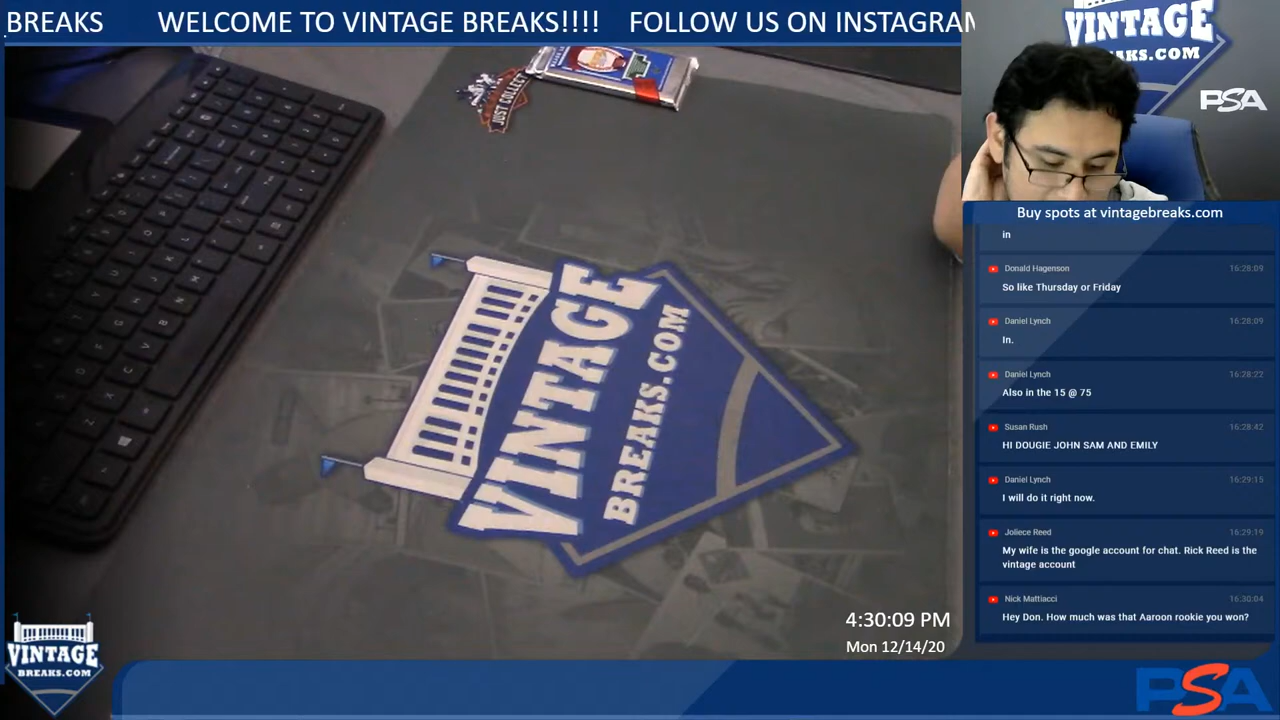 BREAKS WELCOME TO VINTAGE BREAKS!!!! FOLLOW US ON INSTAGRAM
VINTAGE
BREAKS.COM
PSA
JUST COLLECT
VINTAGE
BREAKS.COM
Buy spots at vintagebreaks.com
in
Donald Hagenson 16:28:09
So like Thursday or Friday
Daniel Lynch 16:28:09
In.
Daniel Lynch 16:28:22
Also in the 15 @ 75
Susan Rush 16:28:42
HI DOUGIE JOHN SAM AND EMILY
Daniel Lynch 16:29:15
I will do it right now.
Joliece Reed 16:29:19
My wife is the google account for chat. Rick Reed is the
vintage account
Nick Mattiacci 16:30:04
Hey Don. How much was that Aaroon rookie you won?
4:30:09 PM
Mon 12/14/20
VINTAGE
BREAKS.COM
PSA